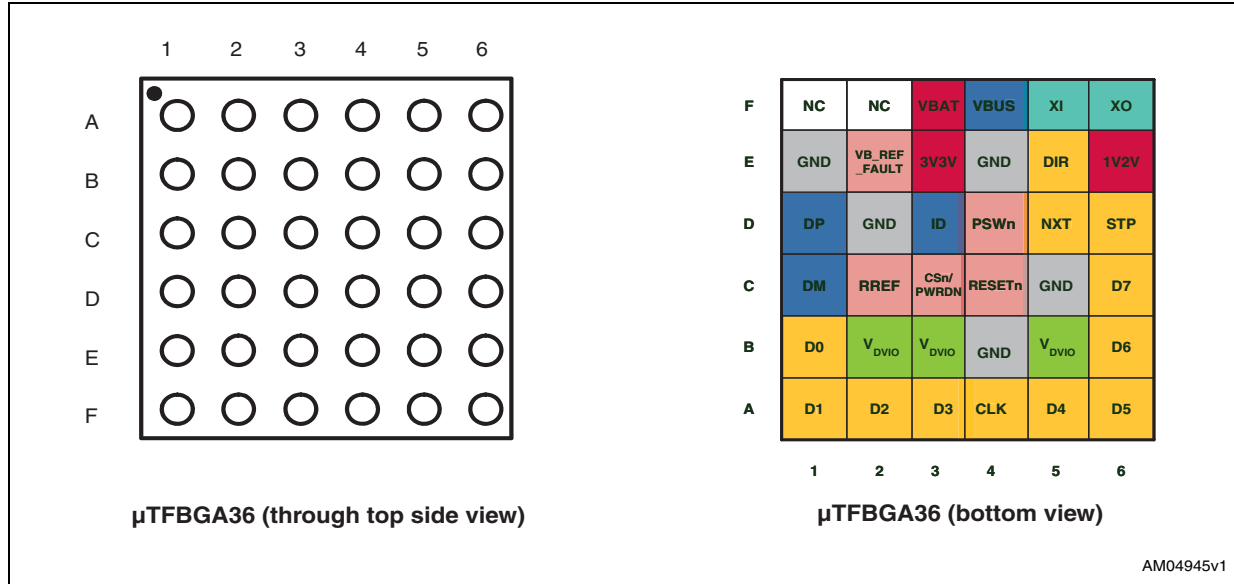 1 2 3 4 5 6
A
B
C
D
E
F
µTFBGA36 (through top side view)
F NC NC VBAT VBUS XI XO
E GND VB_REF_FAULT 3V3V GND DIR 1V2V
D DP GND ID PSWn NXT STP
C DM RREF CSn/PWRDN RESETn GND D7
B D0 VDVIO VDVIO GND VDVIO D6
A D1 D2 D3 CLK D4 D5
1 2 3 4 5 6
µTFBGA36 (bottom view)
AM04945v1